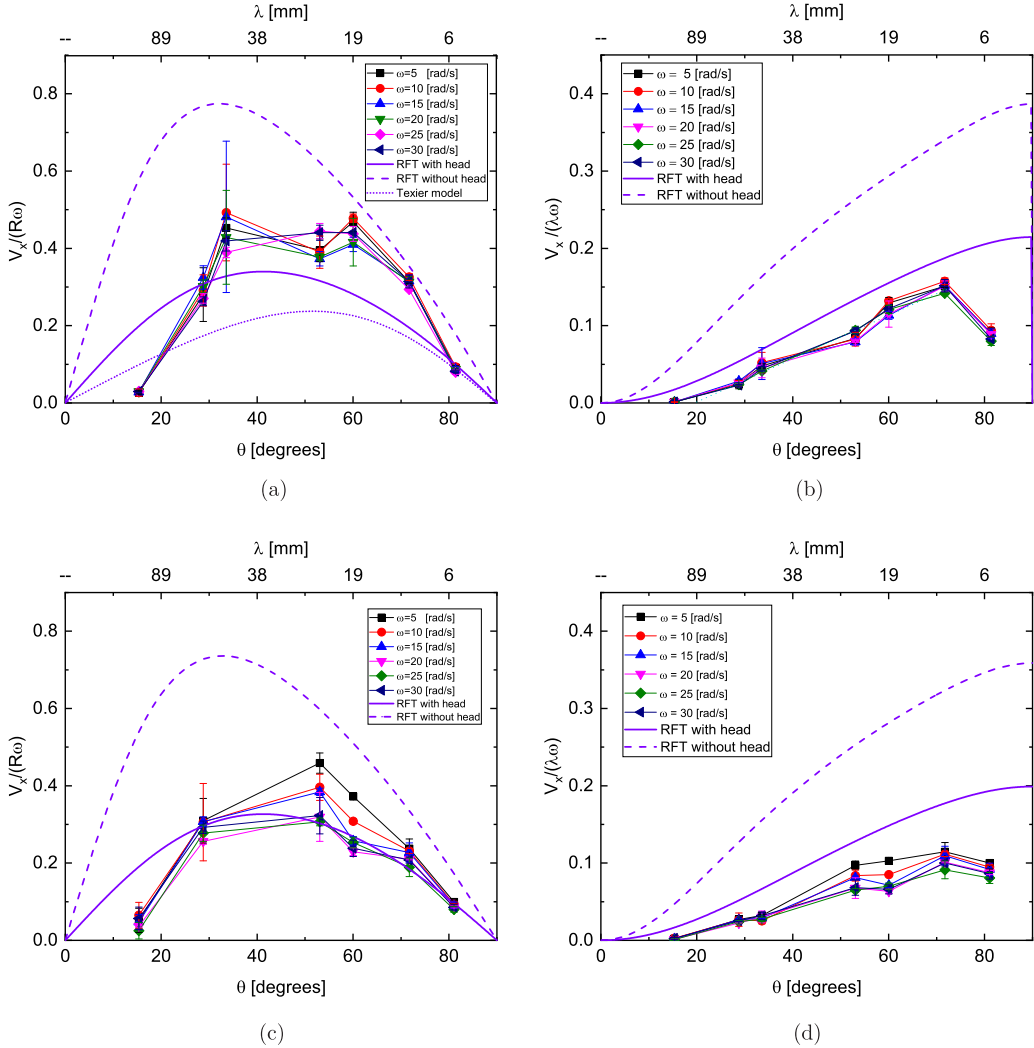 λ [mm]
-- 89 38 19 6
0.8
0.6
0.4
0.2
0.0
V_x/(Rω)
ω=5 [rad/s]
ω=10 [rad/s]
ω=15 [rad/s]
ω=20 [rad/s]
ω=25 [rad/s]
ω=30 [rad/s]
RFT with head
RFT without head
Texier model
0 20 40 60 80
θ [degrees]
(a)
λ [mm]
-- 89 38 19 6
0.4
0.3
0.2
0.1
0.0
V_x/(λω)
ω = 5 [rad/s]
ω = 10 [rad/s]
ω = 15 [rad/s]
ω = 20 [rad/s]
ω = 25 [rad/s]
ω = 30 [rad/s]
RFT with head
RFT without head
0 20 40 60 80
θ [degrees]
(b)
λ [mm]
-- 89 38 19 6
0.8
0.6
0.4
0.2
0.0
V_x/(Rω)
ω=5 [rad/s]
ω=10 [rad/s]
ω=15 [rad/s]
ω=20 [rad/s]
ω=25 [rad/s]
ω=30 [rad/s]
RFT with head
RFT without head
0 20 40 60 80
θ [degrees]
(c)
λ [mm]
-- 89 38 19 6
0.4
0.3
0.2
0.1
0.0
V_x/(λω)
ω = 5 [rad/s]
ω = 10 [rad/s]
ω = 15 [rad/s]
ω = 20 [rad/s]
ω = 25 [rad/s]
ω = 30 [rad/s]
RFT with head
RFT without head
0 20 40 60 80
θ [degrees]
(d)